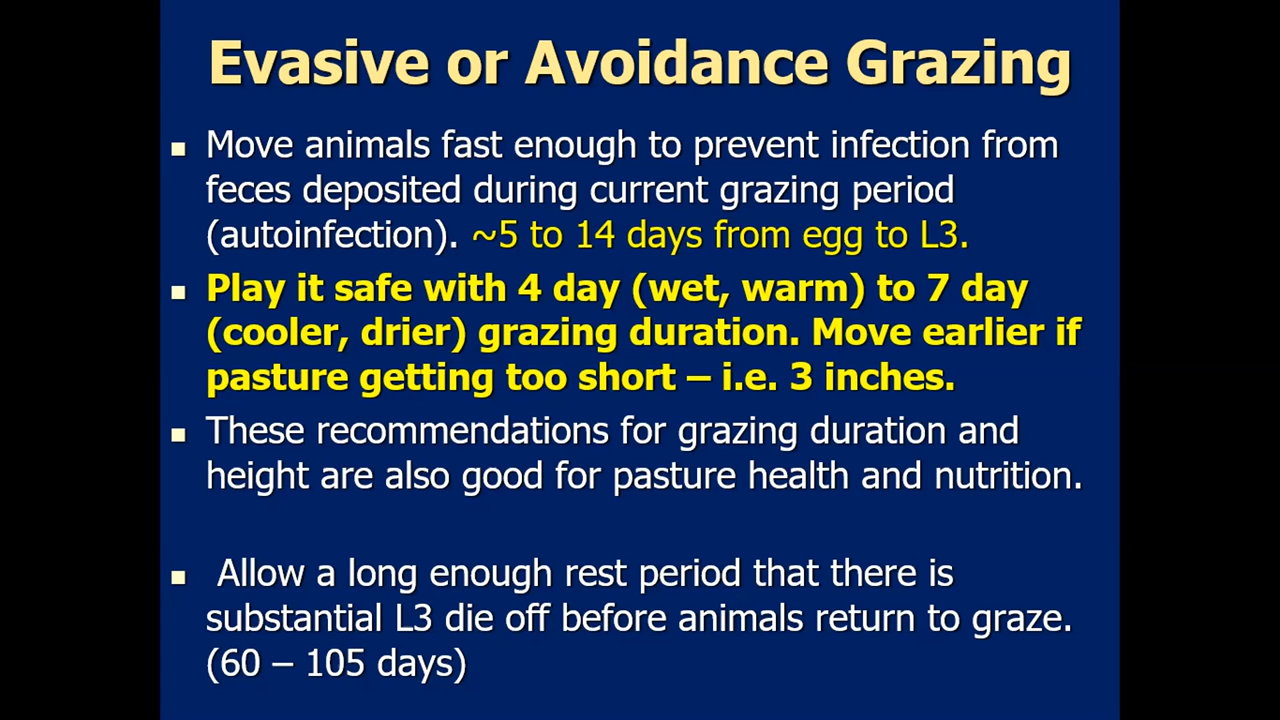 Evasive or Avoidance Grazing
▪ Move animals fast enough to prevent infection from
feces deposited during current grazing period
(autoinfection). ~5 to 14 days from egg to L3.
▪ Play it safe with 4 day (wet, warm) to 7 day
(cooler, drier) grazing duration. Move earlier if
pasture getting too short – i.e. 3 inches.
▪ These recommendations for grazing duration and
height are also good for pasture health and nutrition.
▪ Allow a long enough rest period that there is
substantial L3 die off before animals return to graze.
(60 – 105 days)